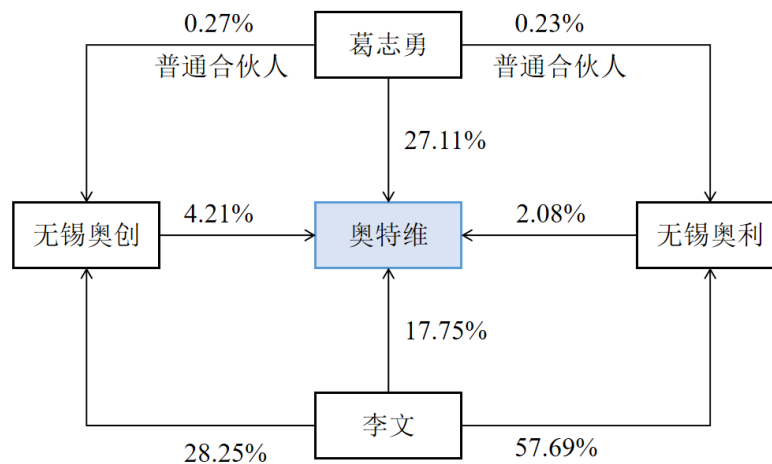 0.27%
葛志勇
0.23%
普通合伙人
普通合伙人
27.11%
无锡奥创
4.21%
奥特维
2.08%
无锡奥利
17.75%
李文
28.25%
57.69%